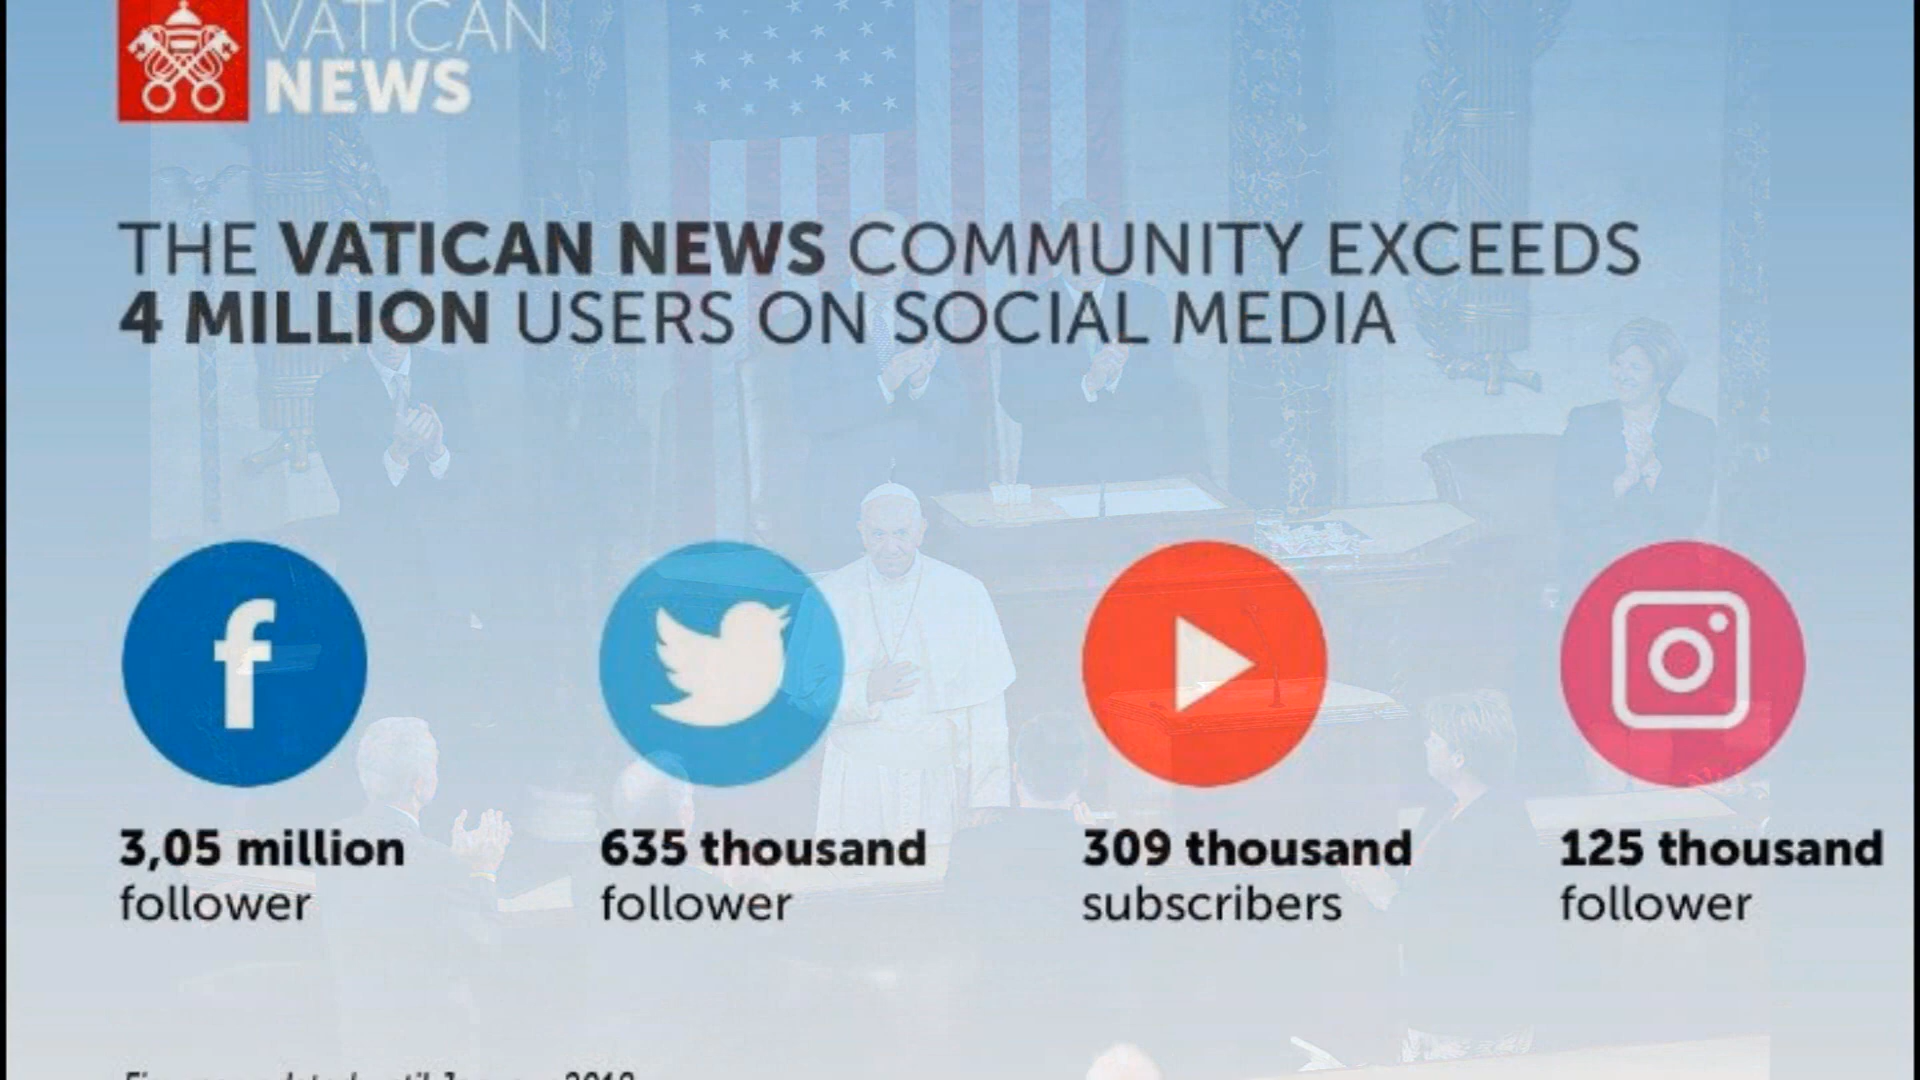 VATICAN
NEWS
THE VATICAN NEWS COMMUNITY EXCEEDS
4 MILLION USERS ON SOCIAL MEDIA
3,05 million
follower
635 thousand
follower
309 thousand
subscribers
125 thousand
follower